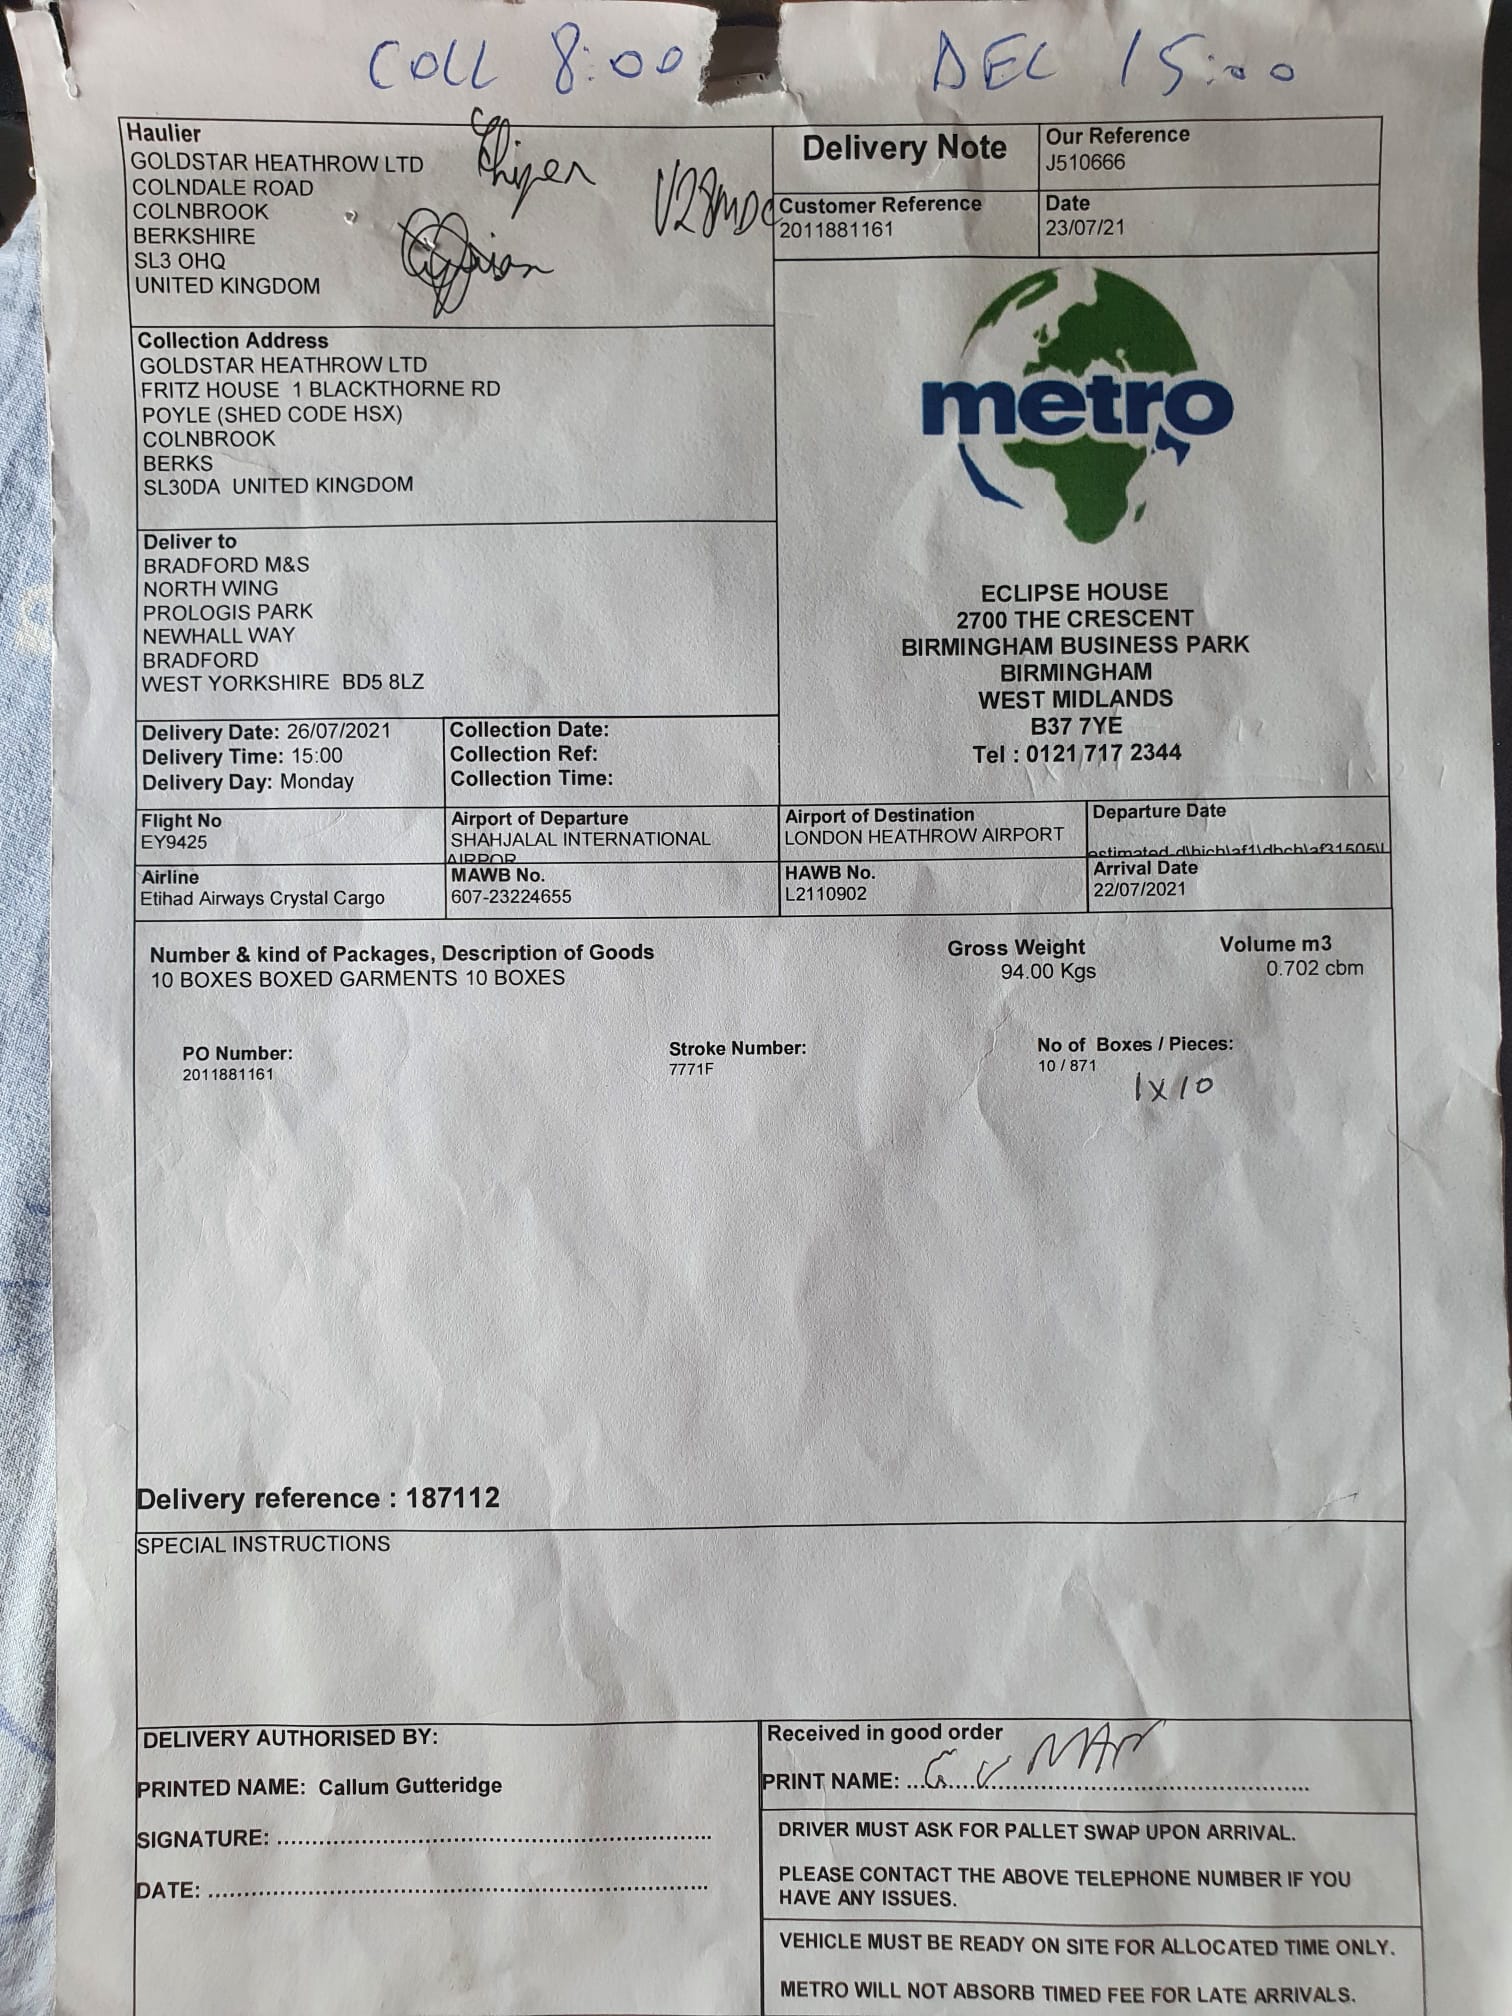 COLL 8:00 DEL 15:00
Haulier
GOLDSTAR HEATHROW LTD
COLNDALE ROAD
COLNBROOK
BERKSHIRE
SL3 OHQ
UNITED KINGDOM
Delivery Note
Our Reference
J510666
Customer Reference
2011881161
Date
23/07/21
Collection Address
GOLDSTAR HEATHROW LTD
FRITZ HOUSE 1 BLACKTHORNE RD
POYLE (SHED CODE HSX)
COLNBROOK
BERKS
SL30DA UNITED KINGDOM
metro
Deliver to
BRADFORD M&S
NORTH WING
PROLOGIS PARK
NEWHALL WAY
BRADFORD
WEST YORKSHIRE BD5 8LZ
ECLIPSE HOUSE
2700 THE CRESCENT
BIRMINGHAM BUSINESS PARK
BIRMINGHAM
WEST MIDLANDS
B37 7YE
Tel : 0121 717 2344
Delivery Date: 26/07/2021
Delivery Time: 15:00
Delivery Day: Monday
Collection Date:
Collection Ref:
Collection Time:
Flight No
EY9425
Airport of Departure
SHAHJALAL INTERNATIONAL
AIRPOR
Airport of Destination
LONDON HEATHROW AIRPORT
Departure Date
Airline
Etihad Airways Crystal Cargo
MAWB No.
607-23224655
HAWB No.
L2110902
Arrival Date
22/07/2021
Number & kind of Packages, Description of Goods Gross Weight Volume m3
10 BOXES BOXED GARMENTS 10 BOXES 94.00 Kgs 0.702 cbm
PO Number: Stroke Number: No of Boxes / Pieces:
2011881161 7771F 10 / 871
1x10
Delivery reference : 187112
SPECIAL INSTRUCTIONS
DELIVERY AUTHORISED BY:
PRINTED NAME: Callum Gutteridge
SIGNATURE: ........................................................
DATE: ........................................................
Received in good order
PRINT NAME: ........................................................
DRIVER MUST ASK FOR PALLET SWAP UPON ARRIVAL.
PLEASE CONTACT THE ABOVE TELEPHONE NUMBER IF YOU
HAVE ANY ISSUES.
VEHICLE MUST BE READY ON SITE FOR ALLOCATED TIME ONLY.
METRO WILL NOT ABSORB TIMED FEE FOR LATE ARRIVALS.